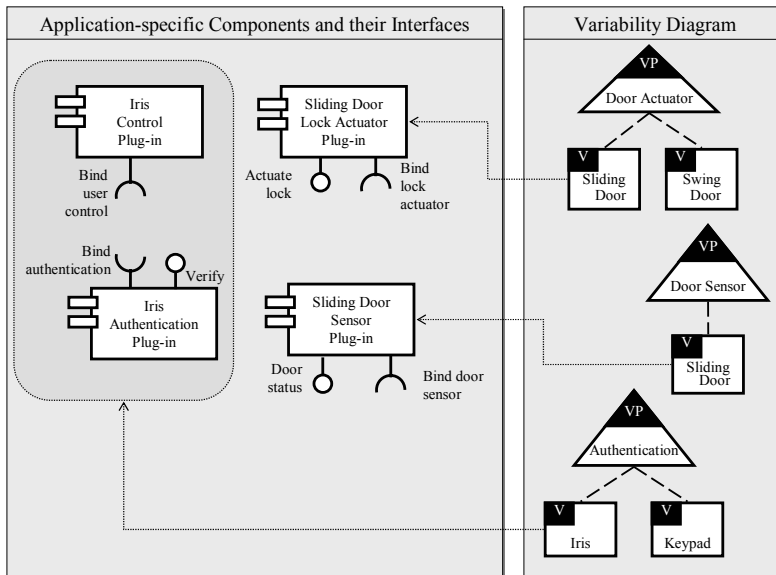 Application-specific Components and their Interfaces
Iris
Control
Plug-in
Bind
user
control
Sliding Door
Lock Actuator
Plug-in
Actuate
lock
Bind
lock
actuator
Bind
authentication
Verify
Iris
Authentication
Plug-in
Sliding Door
Sensor
Plug-in
Door
status
Bind door
sensor
Variability Diagram
VP
Door Actuator
V
Sliding
Door
V
Swing
Door
VP
Door Sensor
V
Sliding
Door
VP
Authentication
V
Iris
V
Keypad